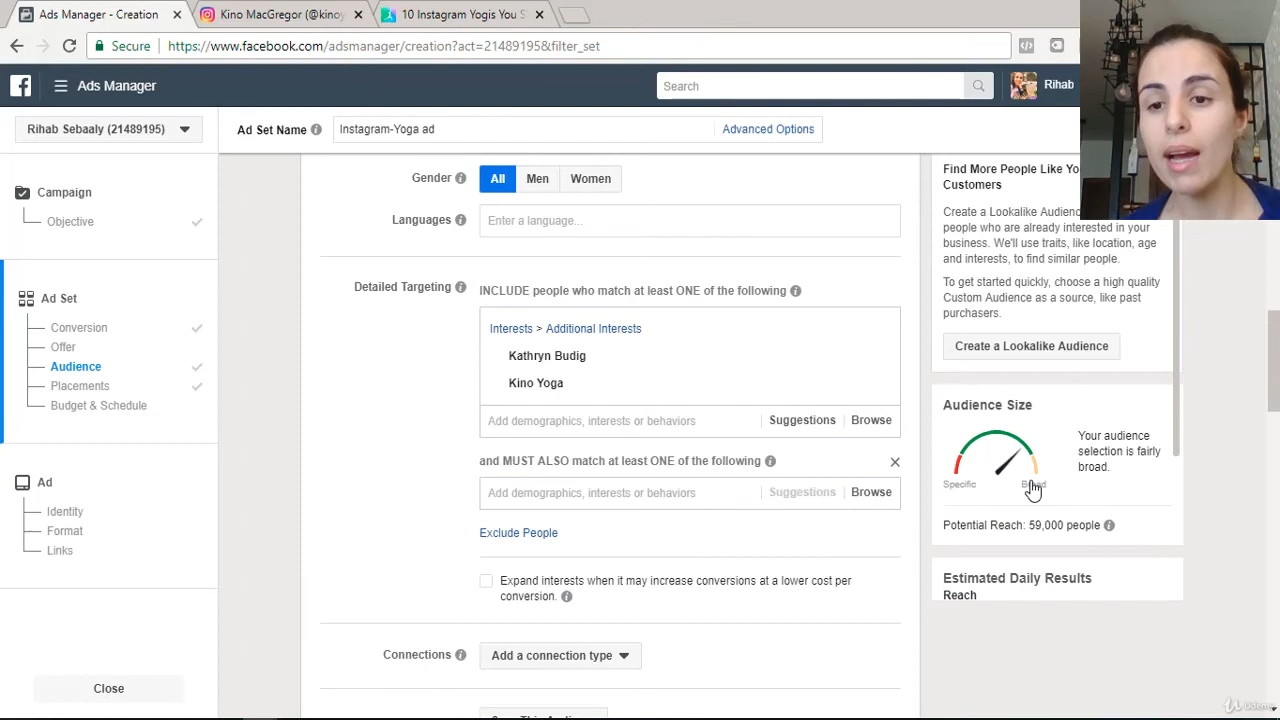 Ads Manager - Creation
Kino MacGregor (@kinoy
10 Instagram Yogis You S
Secure
https://www.facebook.com/adsmanager/creation?act=21489195&filter_set
Ads Manager
Search
Rihab
Rihab Sebaaly (21489195)
Ad Set Name
Instagram-Yoga ad
Advanced Options
Campaign
Objective
Ad Set
Conversion
Offer
Audience
Placements
Budget & Schedule
Ad
Identity
Format
Links
Close
Gender
All
Men
Women
Languages
Enter a language...
Detailed Targeting
INCLUDE people who match at least ONE of the following
Interests > Additional Interests
Kathryn Budig
Kino Yoga
Add demographics, interests or behaviors
Suggestions
Browse
and MUST ALSO match at least ONE of the following
Add demographics, interests or behaviors
Suggestions
Browse
Exclude People
Expand interests when it may increase conversions at a lower cost per
conversion.
Connections
Add a connection type
Find More People Like Yo
Customers
Create a Lookalike Audienc
people who are already interested in your
business. We'll use traits, like location, age
and interests, to find similar people.
To get started quickly, choose a high quality
Custom Audience as a source, like past
purchasers.
Create a Lookalike Audience
Audience Size
Your audience
selection is fairly
broad.
Specific
Broad
Potential Reach: 59,000 people
Estimated Daily Results
Reach
Udemy